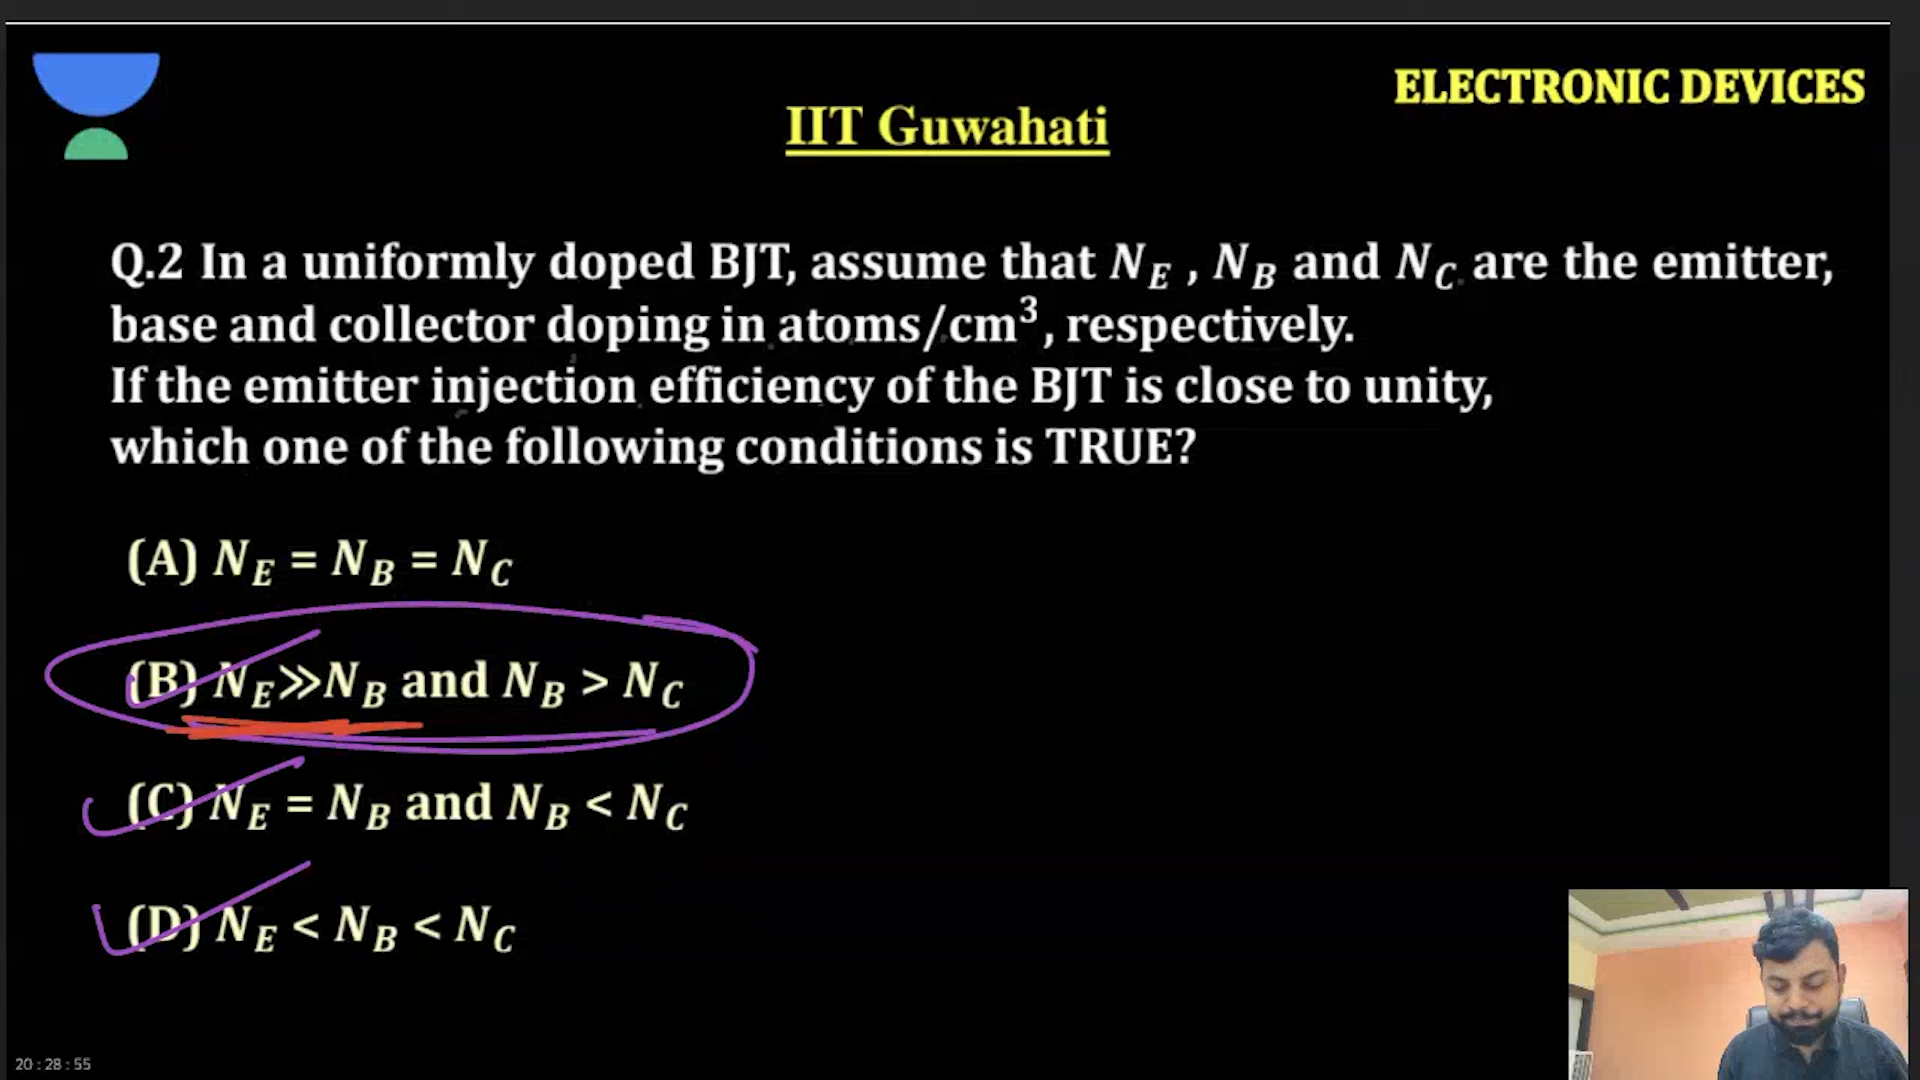 ELECTRONIC DEVICES
IIT Guwahati
Q.2 In a uniformly doped BJT, assume that N_E , N_B and N_C are the emitter,
base and collector doping in atoms/cm³, respectively.
If the emitter injection efficiency of the BJT is close to unity,
which one of the following conditions is TRUE?
(A) N_E = N_B = N_C
(B) N_E≫N_B and N_B > N_C
(C) N_E = N_B and N_B < N_C
(D) N_E < N_B < N_C
20 : 28 : 55